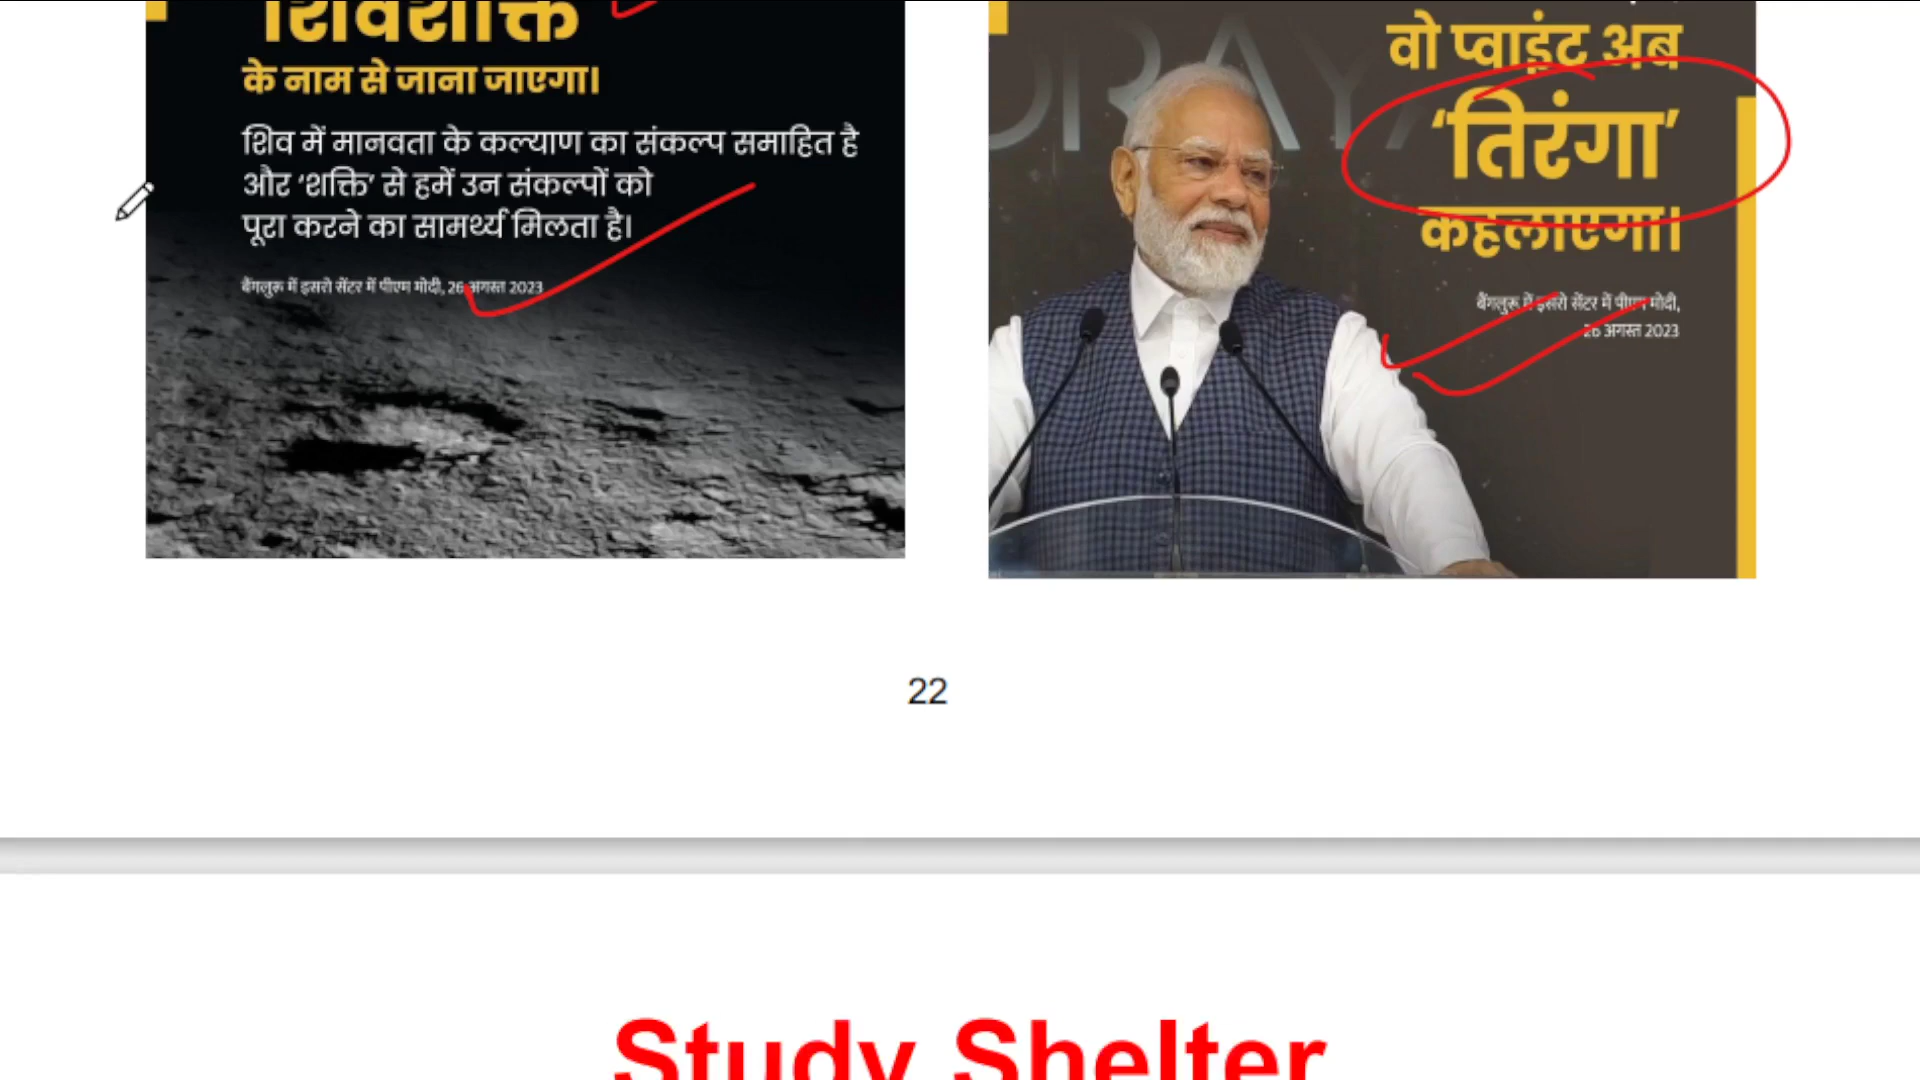 शिवशक्ति
के नाम से जाना जाएगा।
शिव में मानवता के कल्याण का संकल्प समाहित है
और ‘शक्ति’ से हमें उन संकल्पों को
पूरा करने का सामर्थ्य मिलता है।
बेंगलुरू में इसरो सेंटर में पीएम मोदी, 26 अगस्त 2023
वो प्वाइंट अब
‘तिरंगा’
कहलाएगा।
बेंगलुरू में इसरो सेंटर में पीएम मोदी,
26 अगस्त 2023
22
Study Shelter